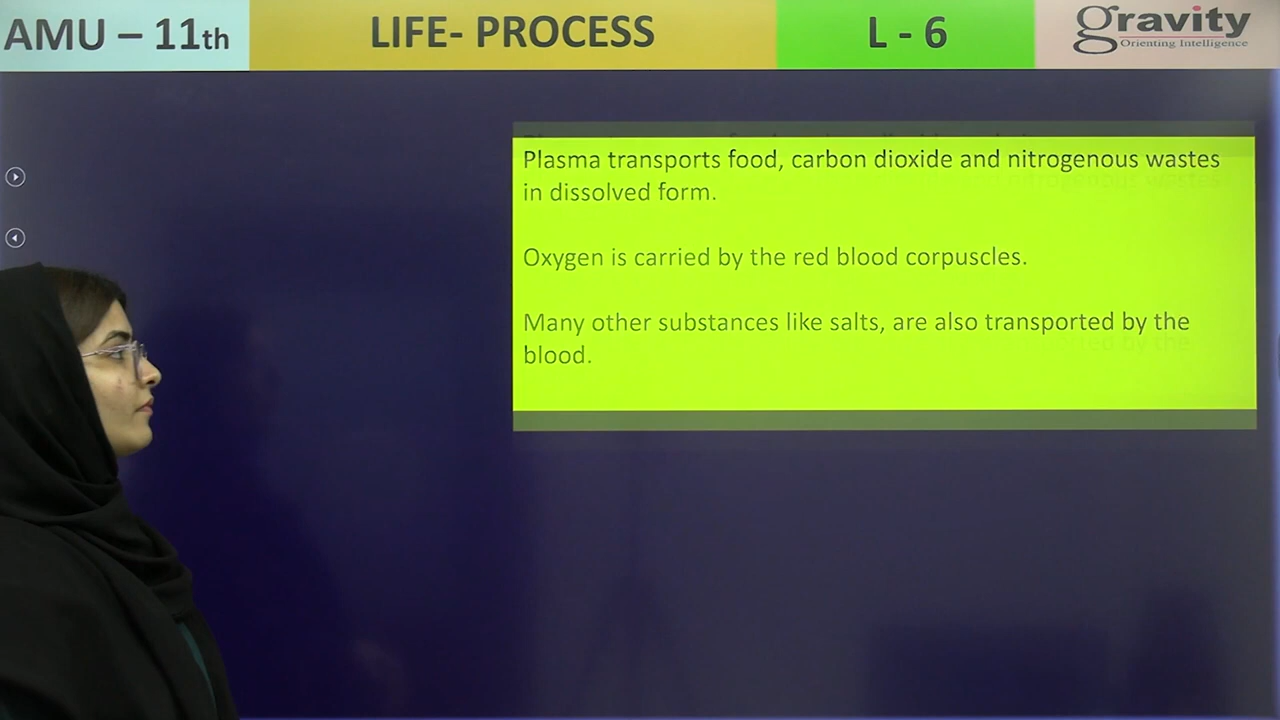 AMU – 11th
LIFE- PROCESS
L - 6
gravity
Orienting Intelligence
Plasma transports food, carbon dioxide and nitrogenous wastes
in dissolved form.
Oxygen is carried by the red blood corpuscles.
Many other substances like salts, are also transported by the
blood.